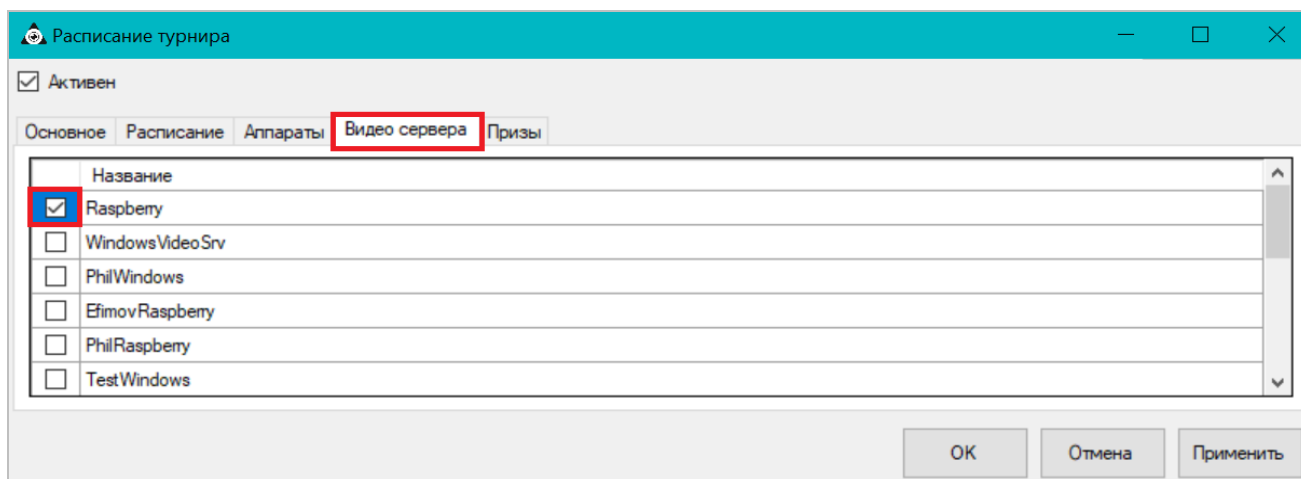 Расписание турнира
Активен
Основное Расписание Аппараты Видео сервера Призы
Название
Raspberry
WindowsVideoSrv
PhilWindows
EfimovRaspberry
PhilRaspberry
TestWindows
OK Отмена Применить